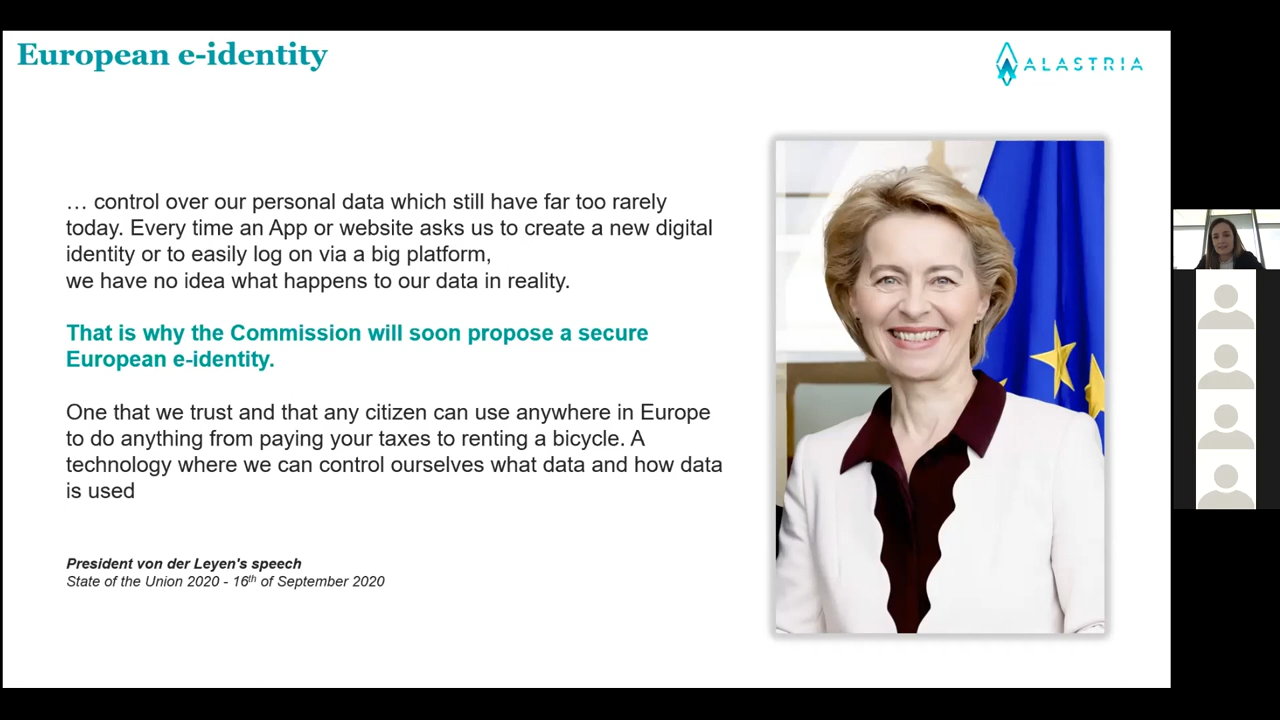 European e-identity
ALASTRIA
… control over our personal data which still have far too rarely
today. Every time an App or website asks us to create a new digital
identity or to easily log on via a big platform,
we have no idea what happens to our data in reality.
That is why the Commission will soon propose a secure
European e-identity.
One that we trust and that any citizen can use anywhere in Europe
to do anything from paying your taxes to renting a bicycle. A
technology where we can control ourselves what data and how data
is used
President von der Leyen's speech
State of the Union 2020 - 16th of September 2020